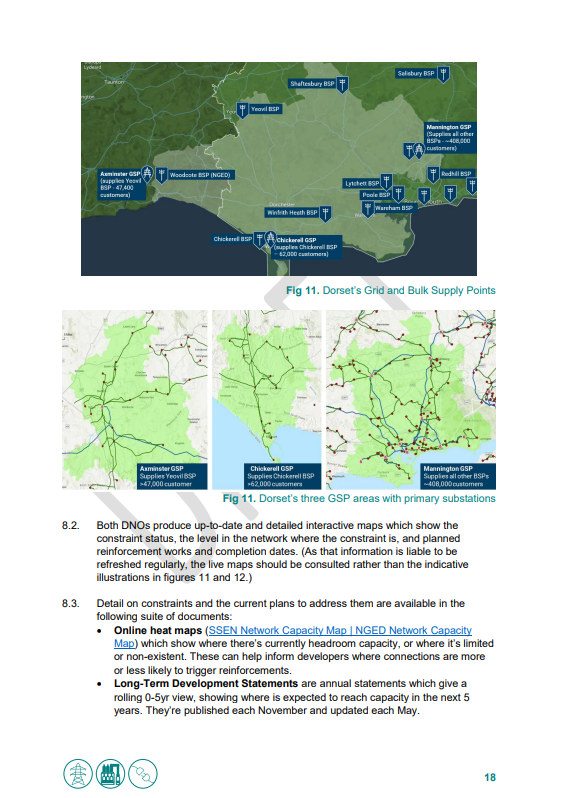 Taunton
Shaftesbury BSP
Salisbury BSP
Yeovil BSP
Mannington GSP
(Supplies all other
BSPs - ~408,000
customers)
Axminster GSP
(supplies Yeovil
BSP - 47,400
customers)
Woodcote BSP (NGED)
Redhill BSP
Lytchett BSP
Poole BSP
Wareham BSP
Dorchester
Winfrith Heath BSP
Chickerell BSP
Chickerell GSP
(supplies Chickerell BSP
~ 62,000 customers)
Fig 11. Dorset's Grid and Bulk Supply Points
Axminster GSP
Supplies Yeovil BSP
>47,000 customer
Chickerell GSP
Supplies Chickerell BSP
>62,000 customers
Mannington GSP
Supplies all other BSPs
~408,000 customers
Fig 11. Dorset's three GSP areas with primary substations
8.2. Both DNOs produce up-to-date and detailed interactive maps which show the
constraint status, the level in the network where the constraint is, and planned
reinforcement works and completion dates. (As that information is liable to be
refreshed regularly, the live maps should be consulted rather than the indicative
illustrations in figures 11 and 12.)
8.3. Detail on constraints and the current plans to address them are available in the
following suite of documents:
• Online heat maps (SSEN Network Capacity Map | NGED Network Capacity
Map) which show where there's currently headroom capacity, or where it's limited
or non-existent. These can help inform developers where connections are more
or less likely to trigger reinforcements.
• Long-Term Development Statements are annual statements which give a
rolling 0-5yr view, showing where is expected to reach capacity in the next 5
years. They're published each November and updated each May.
18